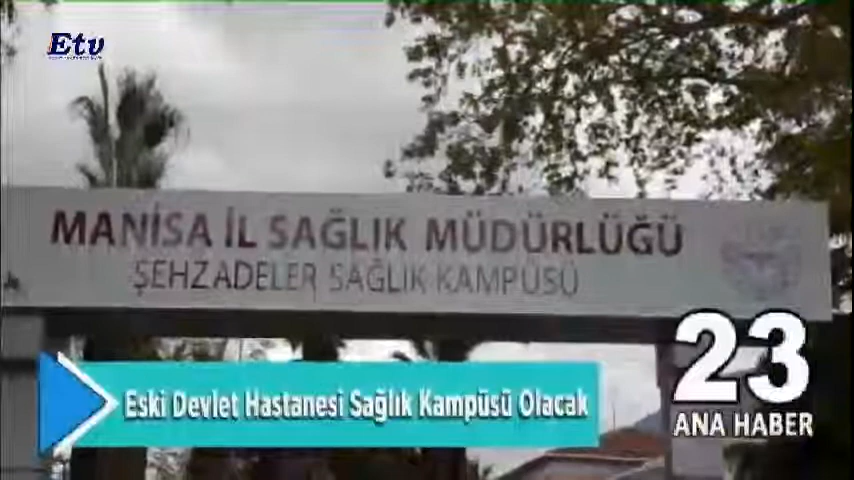 Etv
MANİSA İL SAĞLIK MÜDÜRLÜĞÜ
ŞEHZADELER SAĞLIK KAMPÜSÜ
23
Eski Devlet Hastanesi Sağlık Kampüsü Olacak
ANA HABER